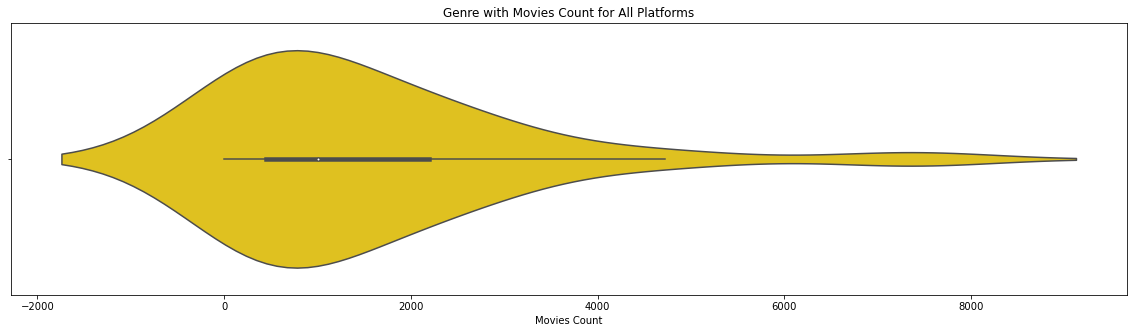 Genre with Movies Count for All Platforms
−2000 0 2000 4000 6000 8000
Movies Count